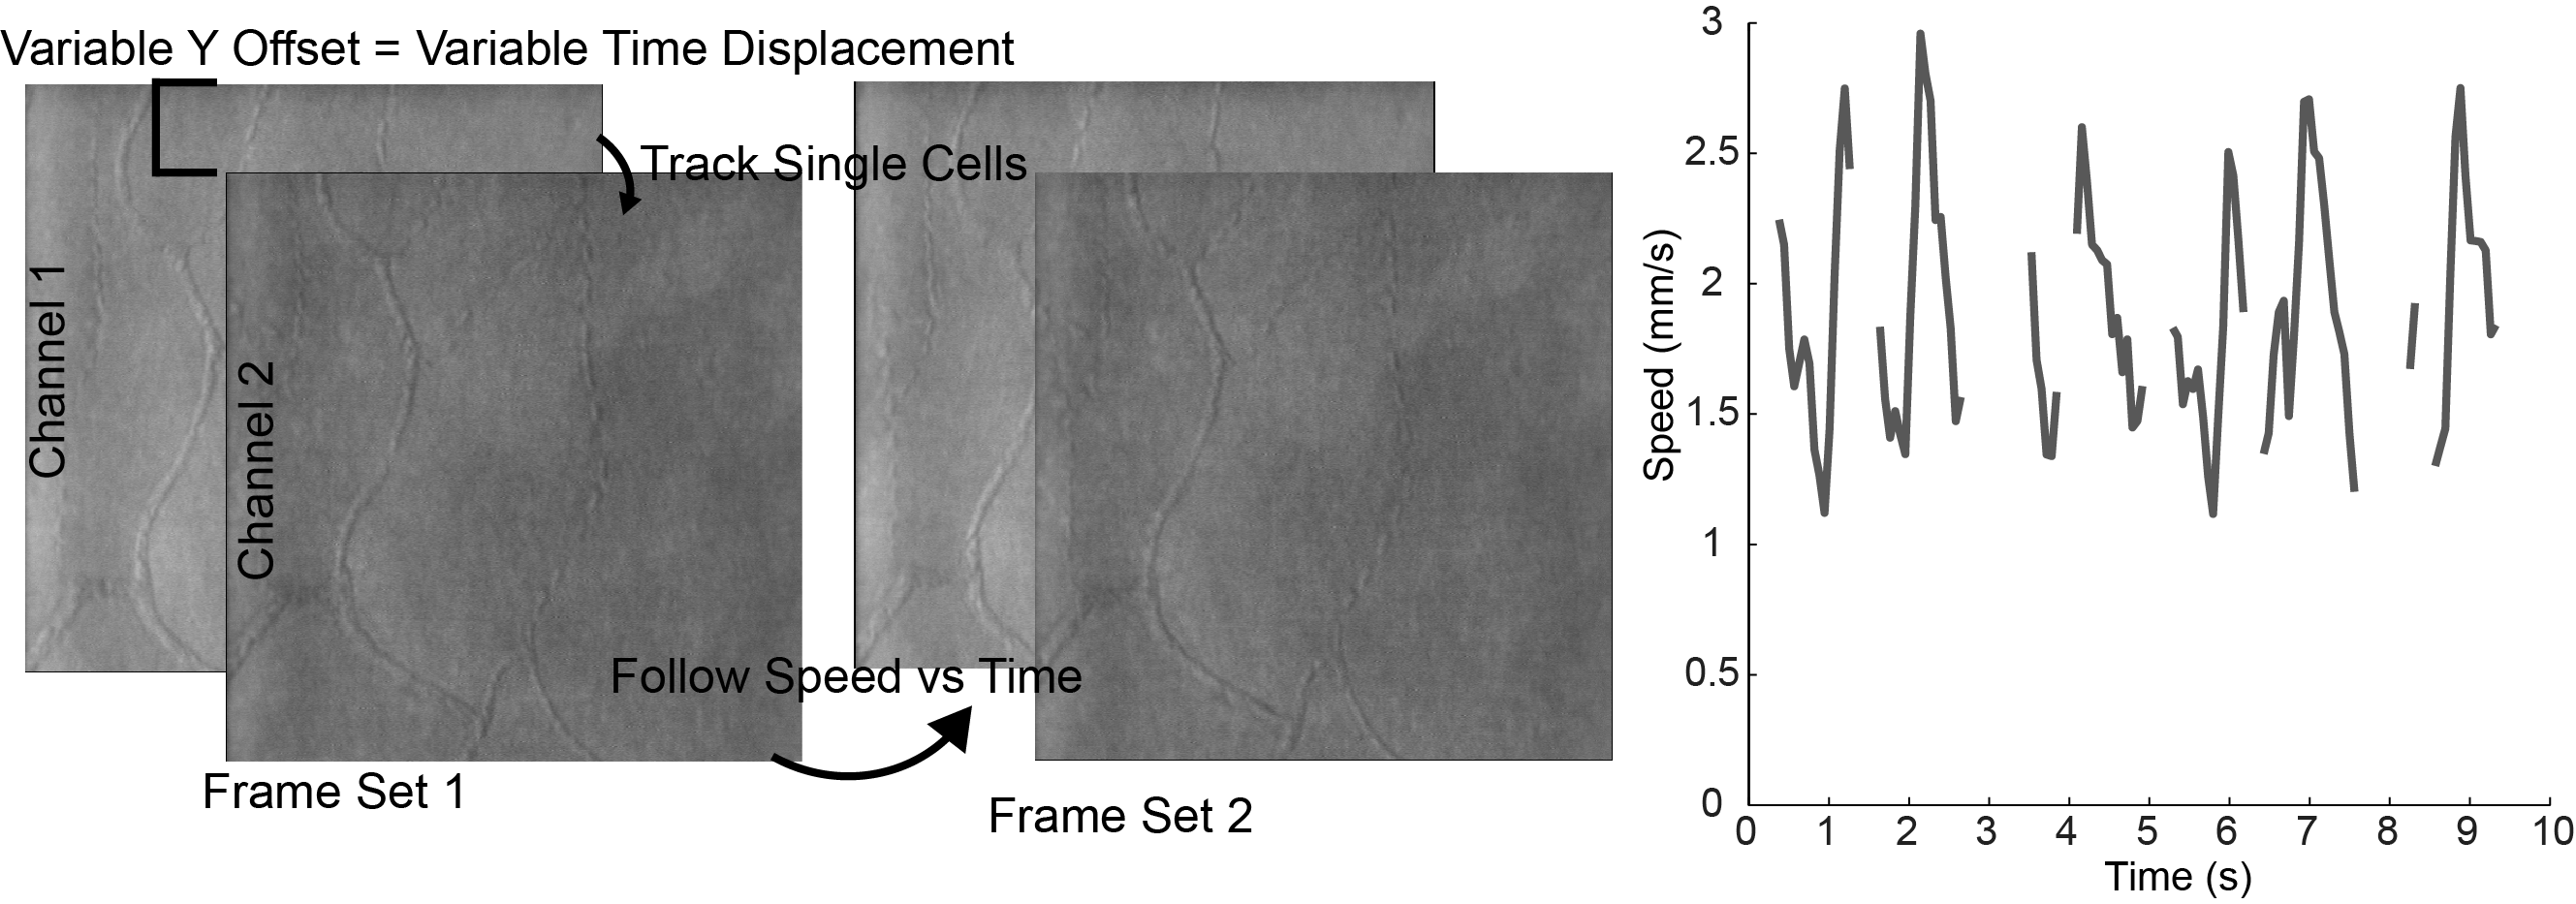 Variable Y Offset = Variable Time Displacement
Track Single Cells
Channel 1
Channel 2
Follow Speed vs Time
Frame Set 1
Frame Set 2
Speed (mm/s)
3
2.5
2
1.5
1
0.5
0
0 1 2 3 4 5 6 7 8 9 10
Time (s)